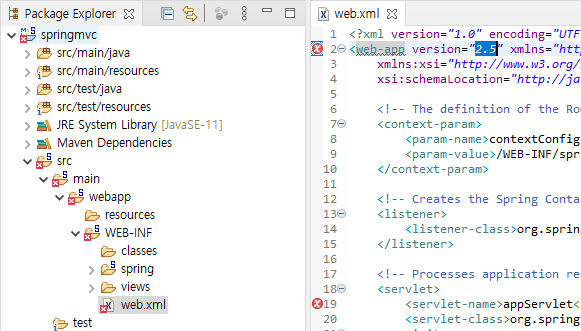 Package Explorer
springmvc
src/main/java
src/main/resources
src/test/java
src/test/resources
JRE System Library [JavaSE-11]
Maven Dependencies
src
main
webapp
resources
WEB-INF
classes
spring
views
web.xml
test
web.xml
1 <?xml version="1.0" encoding="UTF
2 <web-app version="2.5" xmlns="http
3 xmlns:xsi="http://www.w3.org/
4 xsi:schemaLocation="http://ja
5
6 <!-- The definition of the Roo
7 <context-param>
8 <param-name>contextConfig
9 <param-value>/WEB-INF/spr
10 </context-param>
11
12 <!-- Creates the Spring Conta
13 <listener>
14 <listener-class>org.spring
15 </listener>
16
17 <!-- Processes application re
18 <servlet>
19 <servlet-name>appServlet<
20 <servlet-class>org.spring